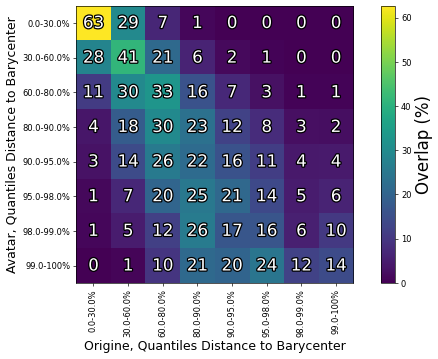 0.0-30.0% 63 29 7 1 0 0 0 0
30.0-60.0% 28 41 21 6 2 1 0 0
60.0-80.0% 11 30 33 16 7 3 1 1
80.0-90.0% 4 18 30 23 12 8 3 2
90.0-95.0% 3 14 26 22 16 11 4 4
95.0-98.0% 1 7 20 25 21 14 5 6
98.0-99.0% 1 5 12 26 17 16 6 10
99.0-100% 0 1 10 21 20 24 12 14
Avatar, Quantiles Distance to Barycenter
0.0-30.0% 30.0-60.0% 60.0-80.0% 80.0-90.0% 90.0-95.0% 95.0-98.0% 98.0-99.0% 99.0-100%
Origine, Quantiles Distance to Barycenter
60
50
40
30
20
10
0
Overlap (%)